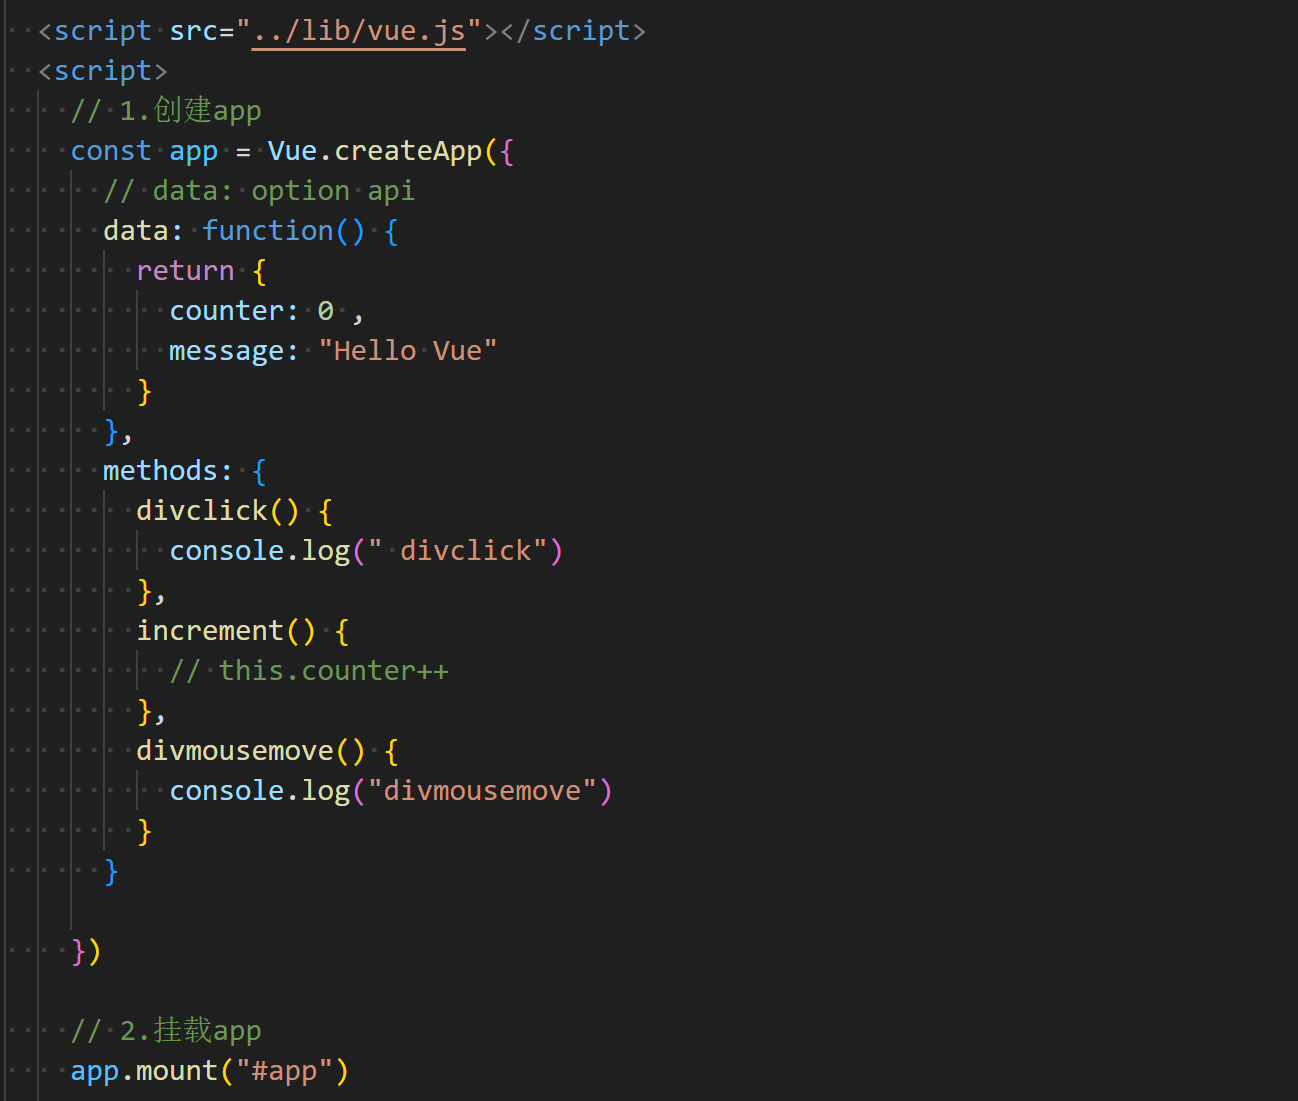 <script src="../lib/vue.js"></script>
<script>
// 1.创建app
const app = Vue.createApp({
// data: option api
data: function() {
return {
counter: 0 ,
message: "Hello Vue"
}
},
methods: {
divclick() {
console.log(" divclick")
},
increment() {
// this.counter++
},
divmousemove() {
console.log("divmousemove")
}
}
})
// 2.挂载app
app.mount("#app")